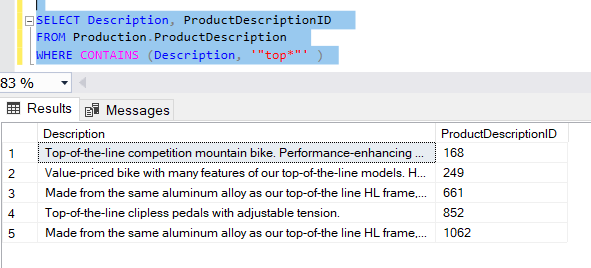 SELECT Description, ProductDescriptionID
FROM Production.ProductDescription
WHERE CONTAINS (Description, '"top*"' )
83 %
Results Messages
Description ProductDescriptionID
1 Top-of-the-line competition mountain bike. Performance-enhancing ... 168
2 Value-priced bike with many features of our top-of-the-line models. H... 249
3 Made from the same aluminum alloy as our top-of-the line HL frame,... 661
4 Top-of-the-line clipless pedals with adjustable tension. 852
5 Made from the same aluminum alloy as our top-of-the line HL frame,... 1062